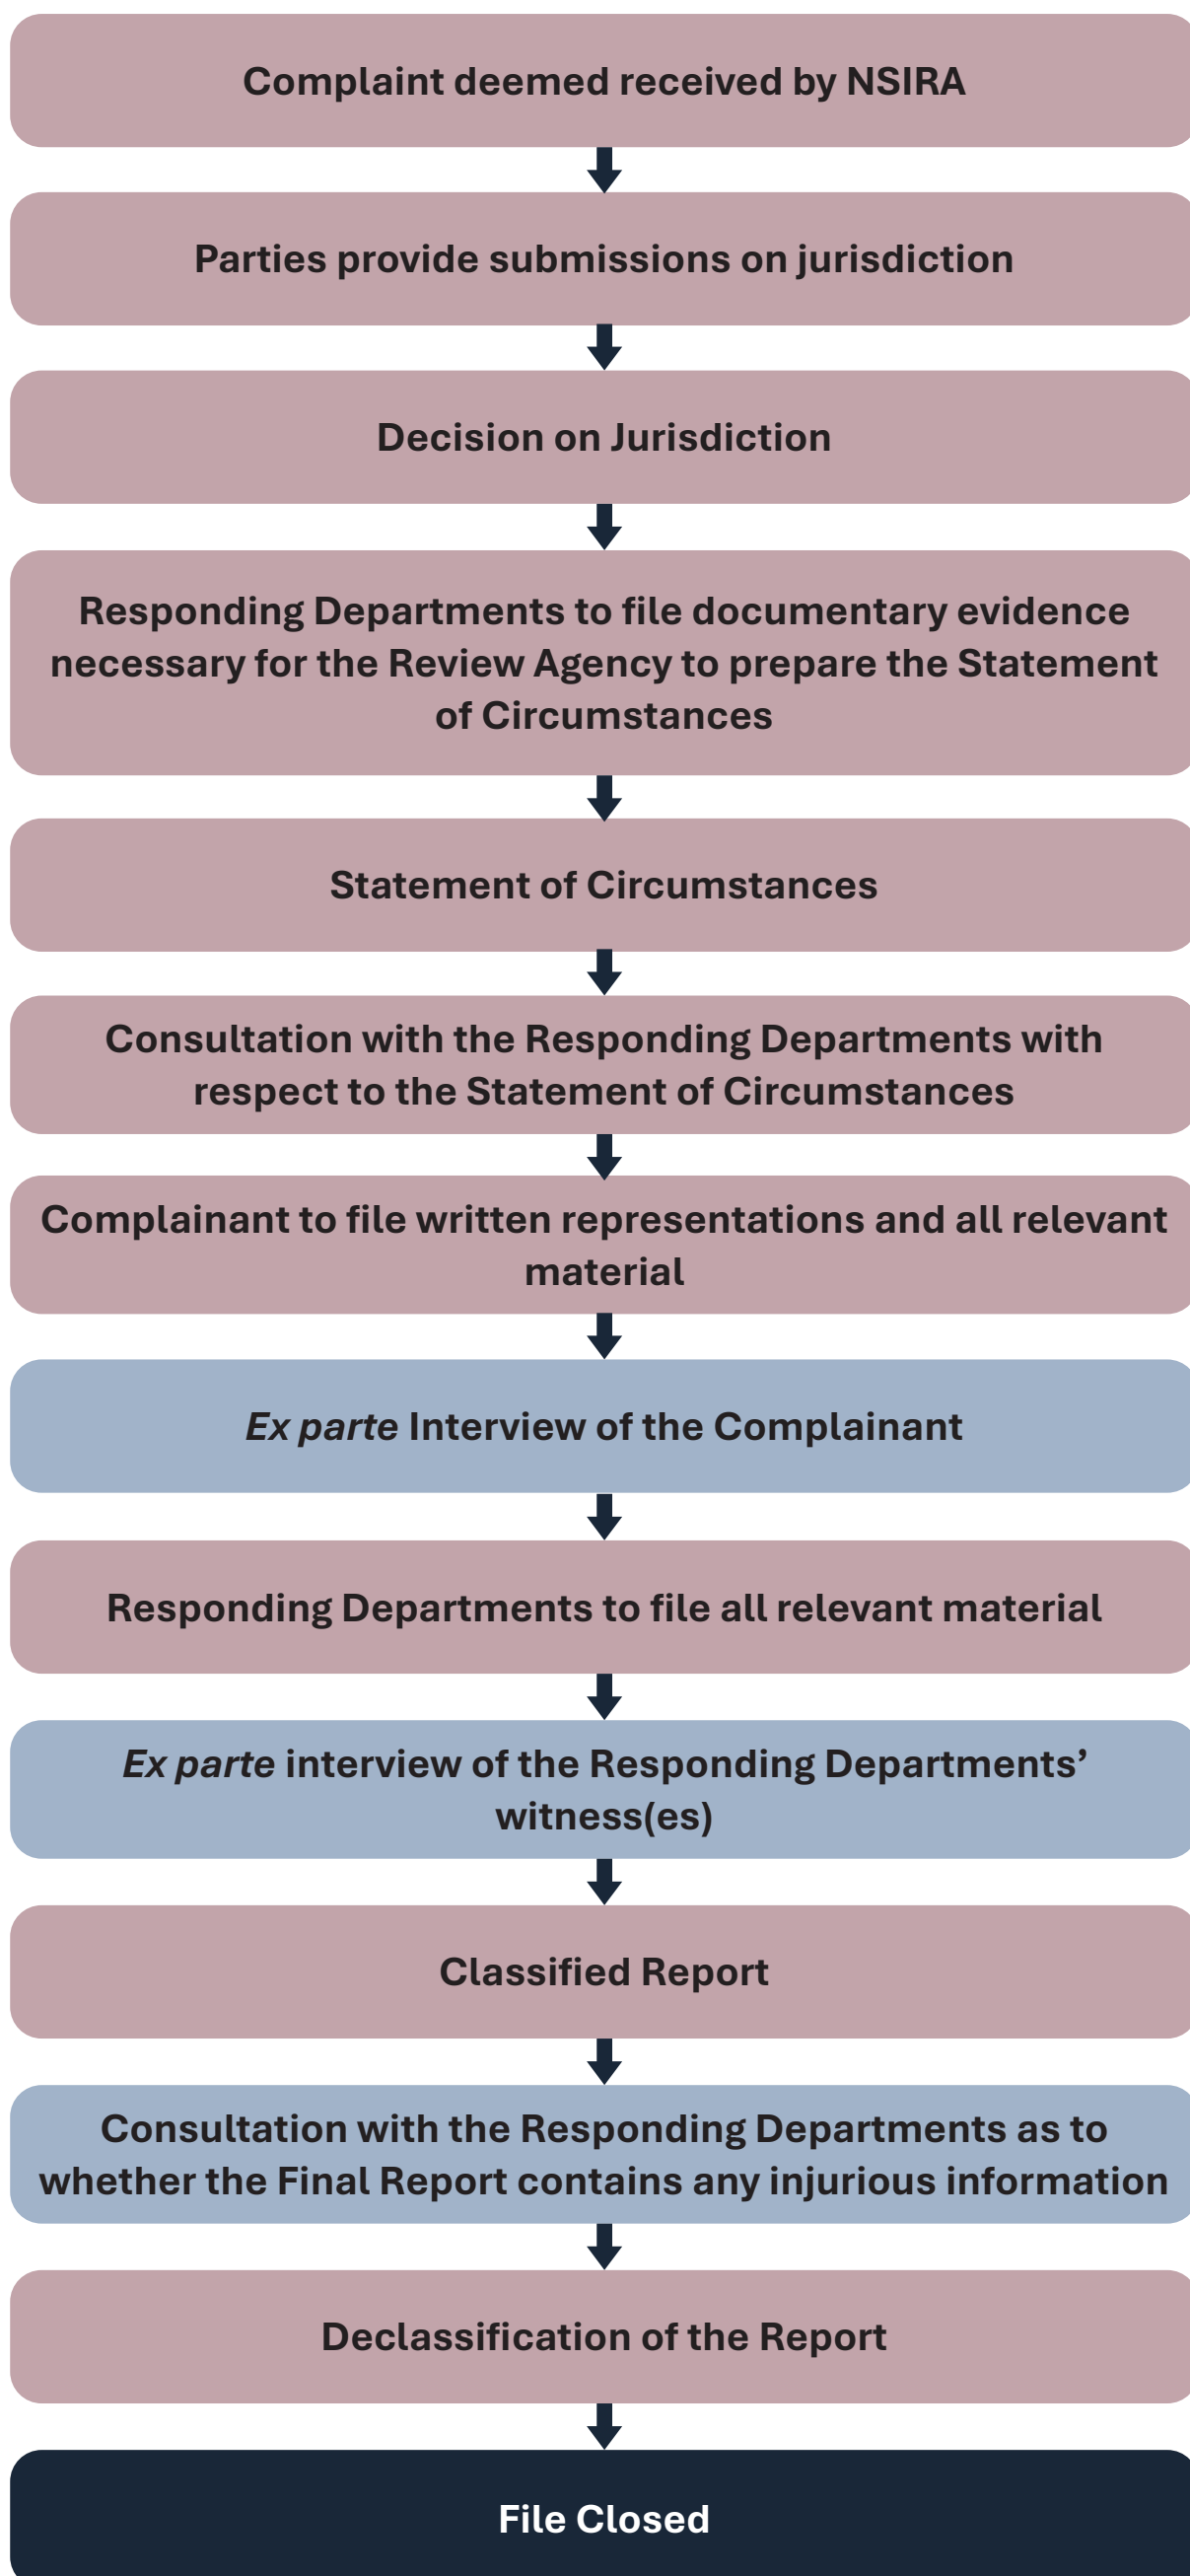 Complaint deemed received by NSIRA
Parties provide submissions on jurisdiction
Decision on Jurisdiction
Responding Departments to file documentary evidence
necessary for the Review Agency to prepare the Statement
of Circumstances
Statement of Circumstances
Consultation with the Responding Departments with
respect to the Statement of Circumstances
Complainant to file written representations and all relevant
material
Ex parte Interview of the Complainant
Responding Departments to file all relevant material
Ex parte interview of the Responding Departments’
witness(es)
Classified Report
Consultation with the Responding Departments as to
whether the Final Report contains any injurious information
Declassification of the Report
File Closed